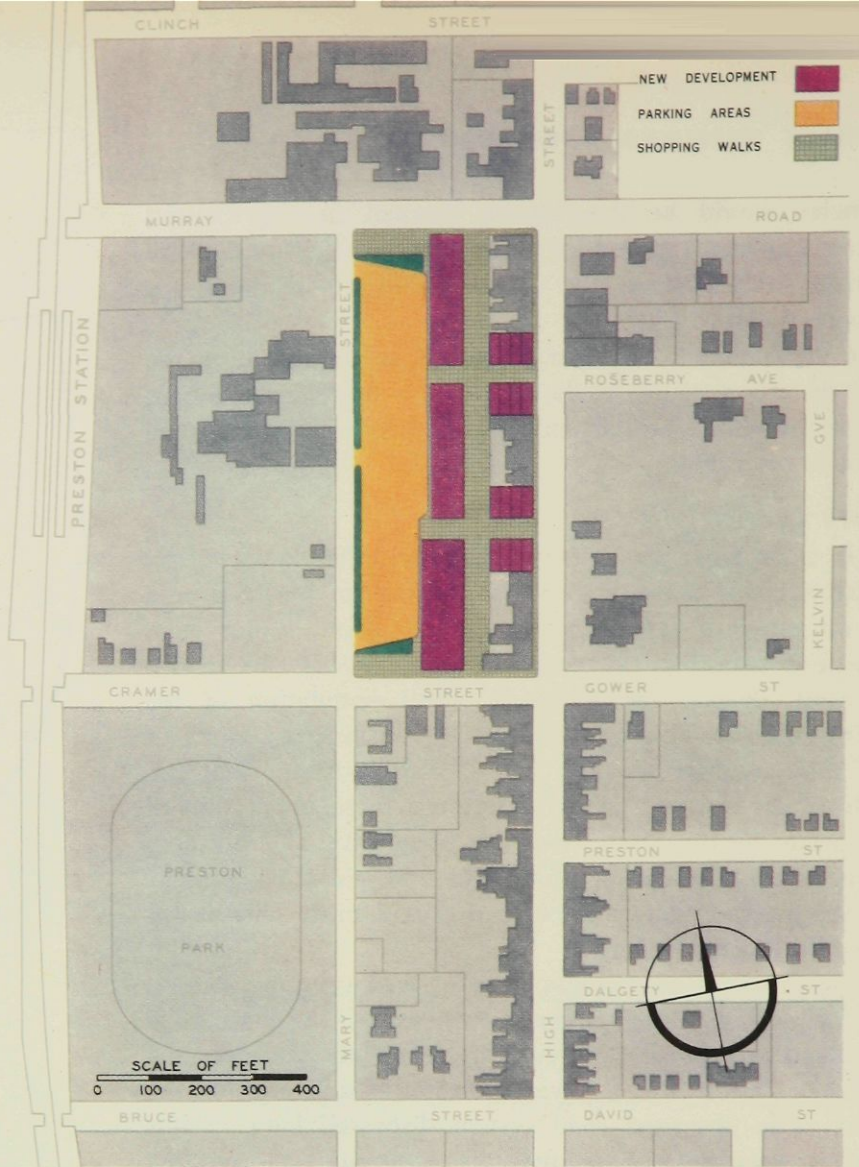 CLINCH STREET
NEW DEVELOPMENT
PARKING AREAS
SHOPPING WALKS
STREET
MURRAY ROAD
STREET
PRESTON STATION
ROSEBERRY AVE
GVE
KELVIN
CRAMER STREET GOWER ST
PRESTON ST
PRESTON
PARK
DALGETY ST
MARY
HIGH
SCALE OF FEET
0 100 200 300 400
BRUCE STREET DAVID ST